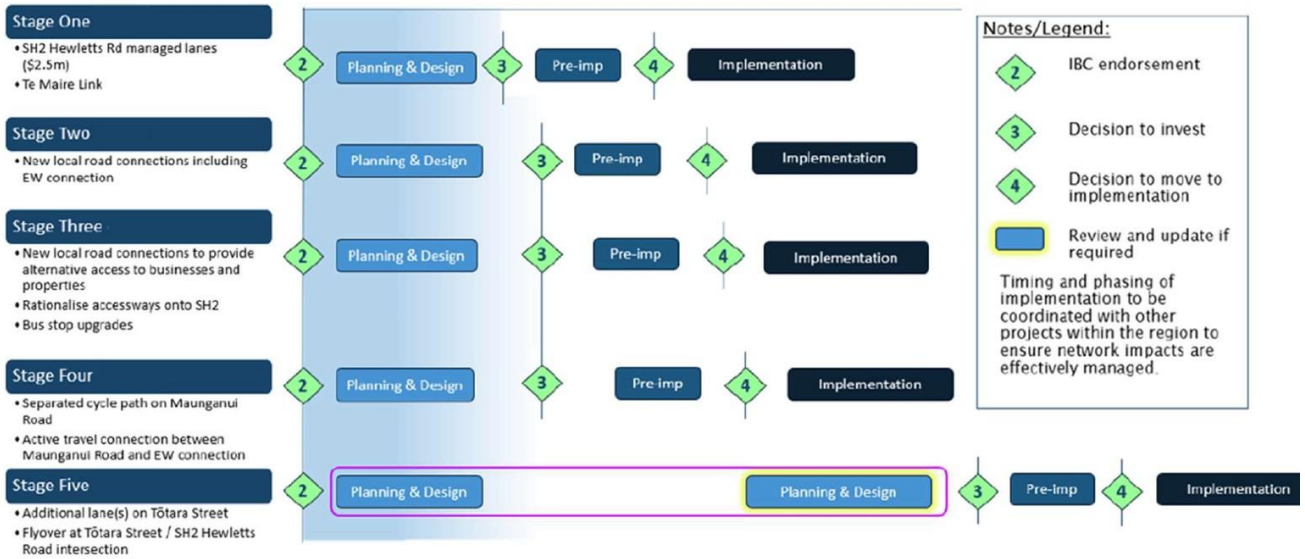 Stage One
• SH2 Hewletts Rd managed lanes
($2.5m)
• Te Maire Link
2
Planning & Design
3
Pre-imp
4
Implementation
Stage Two
• New local road connections including
EW connection
2
Planning & Design
3
Pre-imp
4
Implementation
Stage Three
• New local road connections to provide
alternative access to businesses and
properties
• Rationalise accessways onto SH2
• Bus stop upgrades
2
Planning & Design
3
Pre-imp
4
Implementation
Stage Four
• Separated cycle path on Maunganui
Road
• Active travel connection between
Maunganui Road and EW connection
2
Planning & Design
3
Pre-imp
4
Implementation
Stage Five
• Additional lane(s) on Tōtara Street
• Flyover at Tōtara Street / SH2 Hewletts
Road intersection
2
Planning & Design
Planning & Design
3
Pre-Imp
4
Implementation
Notes/Legend:
2
IBC endorsement
3
Decision to invest
4
Decision to move to
implementation
Review and update if
required
Timing and phasing of
implementation to be
coordinated with other
projects within the region to
ensure network impacts are
effectively managed.